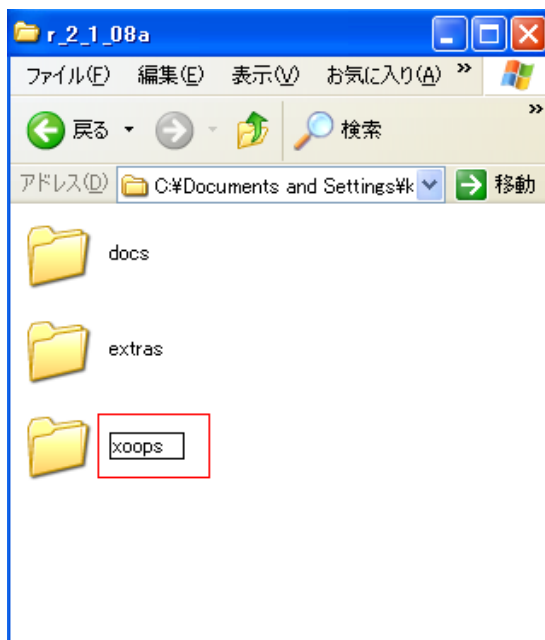 r_2_1_08a
ファイル(F) 編集(E) 表示(V) お気に入り(A) »
戻る 検索 »
アドレス(D) C:¥Documents and Settings¥k 移動
docs
extras
xoops